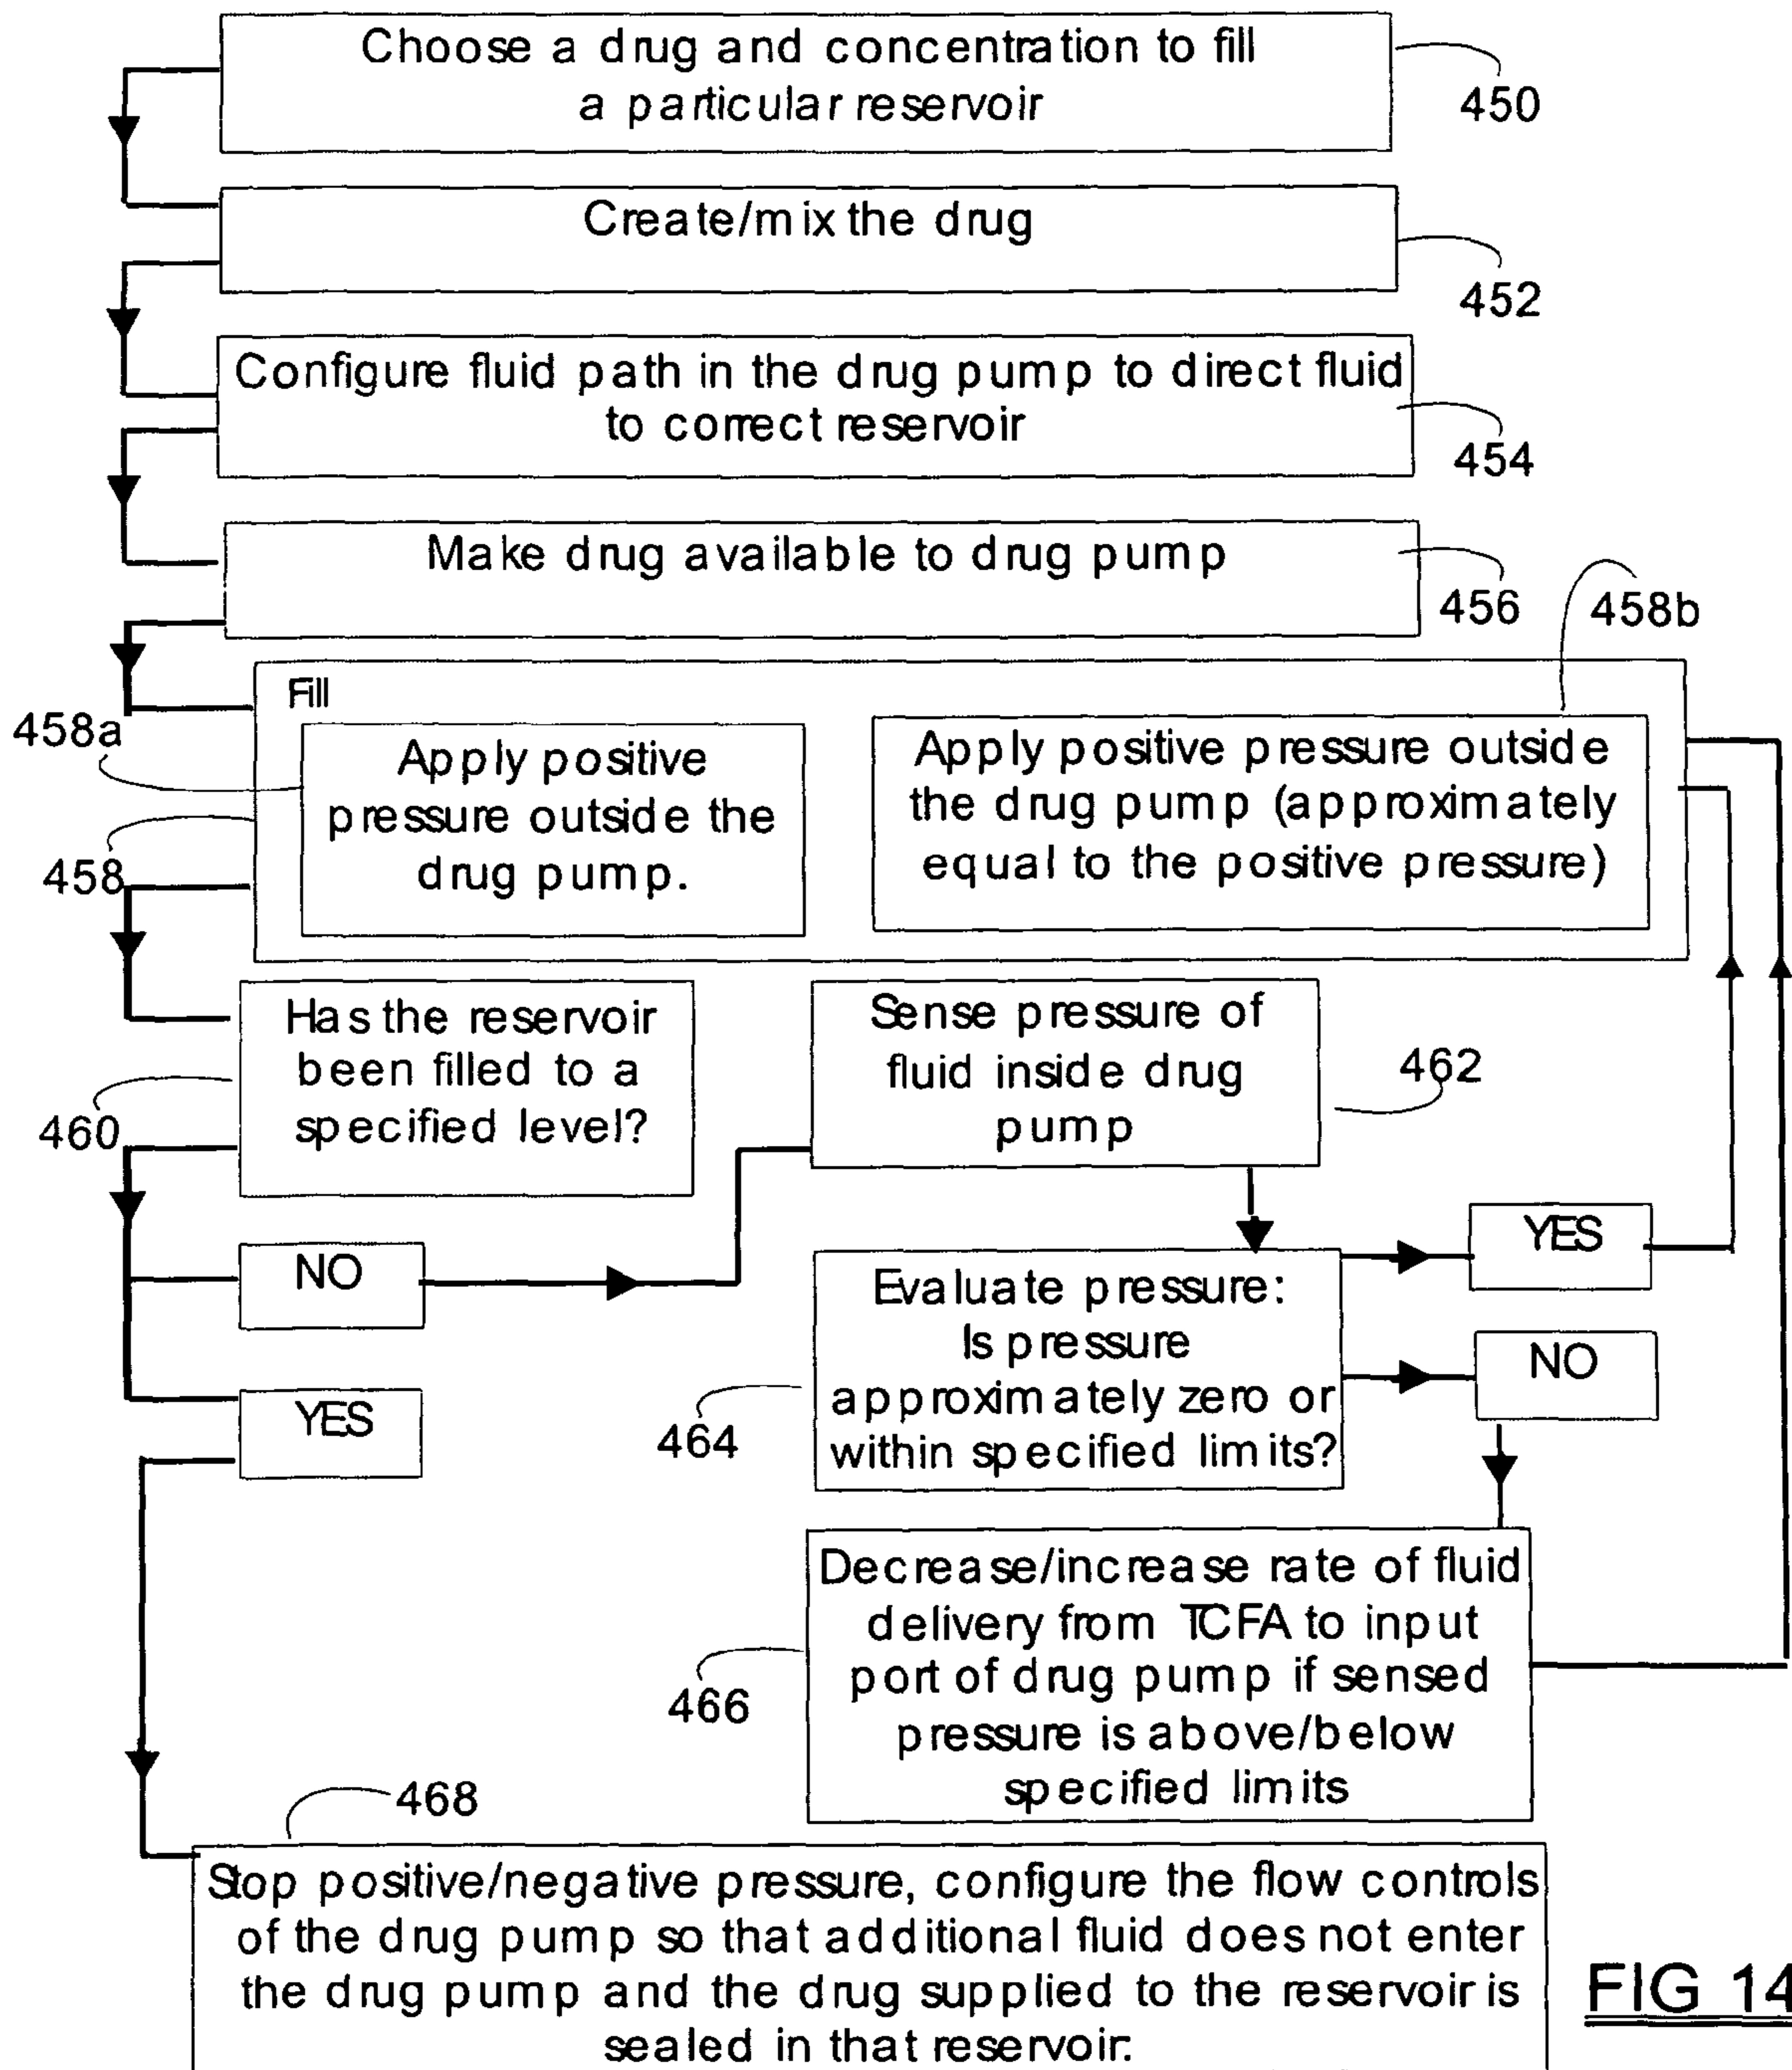 Choose a drug and concentration to fill
a particular reservoir
450
Create/mix the drug
452
Configure fluid path in the drug pump to direct fluid
to correct reservoir
454
Make drug available to drug pump
456
458b
Fill
458a
Apply positive
pressure outside the
drug pump.
Apply positive pressure outside
the drug pump (approximately
equal to the positive pressure)
458
Has the reservoir
been filled to a
specified level?
460
Sense pressure of
fluid inside drug
pump
462
NO
YES
Evaluate pressure:
Is pressure
approximately zero or
within specified limits?
464
YES
NO
Decrease/increase rate of fluid
delivery from TCFA to input
port of drug pump if sensed
pressure is above/below
specified limits
466
468
Stop positive/negative pressure, configure the flow controls
of the drug pump so that additional fluid does not enter
the drug pump and the drug supplied to the reservoir is
sealed in that reservoir.
FIG 14